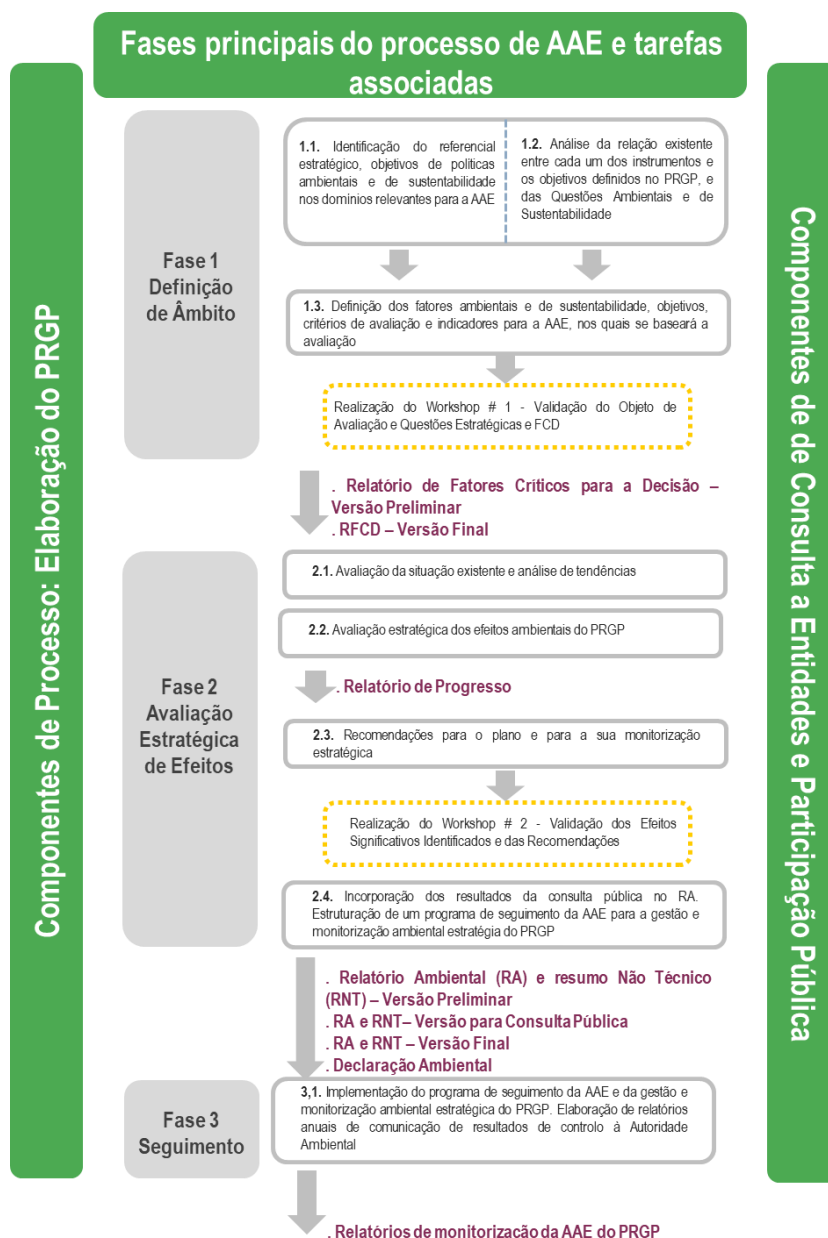 Fases principais do processo de AAE e tarefas
associadas
Componentes de Processo: Elaboração do PRGP
Fase 1
Definição
de Âmbito
1.1. Identificação do referencial
estratégico, objetivos de políticas
ambientais e de sustentabilidade
nos domínios relevantes para a AAE
1.2. Análise da relação existente
entre cada um dos instrumentos e
os objetivos definidos no PRGP, e
das Questões Ambientais e de
Sustentabilidade
1.3. Definição dos fatores ambientais e de sustentabilidade, objetivos,
critérios de avaliação e indicadores para a AAE, nos quais se baseará a
avaliação
Realização do Workshop # 1 - Validação do Objeto de
Avaliação e Questões Estratégicas e FCD
. Relatório de Fatores Críticos para a Decisão –
Versão Preliminar
. RFCD – Versão Final
Fase 2
Avaliação
Estratégica
de Efeitos
2.1. Avaliação da situação existente e análise de tendências
2.2. Avaliação estratégica dos efeitos ambientais do PRGP
. Relatório de Progresso
2.3. Recomendações para o plano e para a sua monitorização
estratégica
Realização do Workshop # 2 - Validação dos Efeitos
Significativos Identificados e das Recomendações
2.4. Incorporação dos resultados da consulta pública no RA.
Estruturação de um programa de seguimento da AAE para a gestão e
monitorização ambiental estratégia do PRGP
. Relatório Ambiental (RA) e resumo Não Técnico
(RNT) – Versão Preliminar
. RA e RNT– Versão para Consulta Pública
. RA e RNT – Versão Final
. Declaração Ambiental
Fase 3
Seguimento
3,1. Implementação do programa de seguimento da AAE e da gestão e
monitorização ambiental estratégica do PRGP. Elaboração de relatórios
anuais de comunicação de resultados de controlo à Autoridade
Ambiental
. Relatórios de monitorização da AAE do PRGP
Componentes de de Consulta a Entidades e Participação Pública